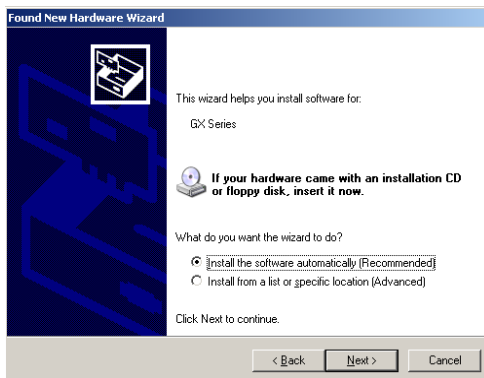 Found New Hardware Wizard
This wizard helps you install software for:
GX Series
If your hardware came with an installation CD
or floppy disk, insert it now.
What do you want the wizard to do?
Install the software automatically (Recommended)
Install from a list or specific location (Advanced)
Click Next to continue.
< Back Next > Cancel